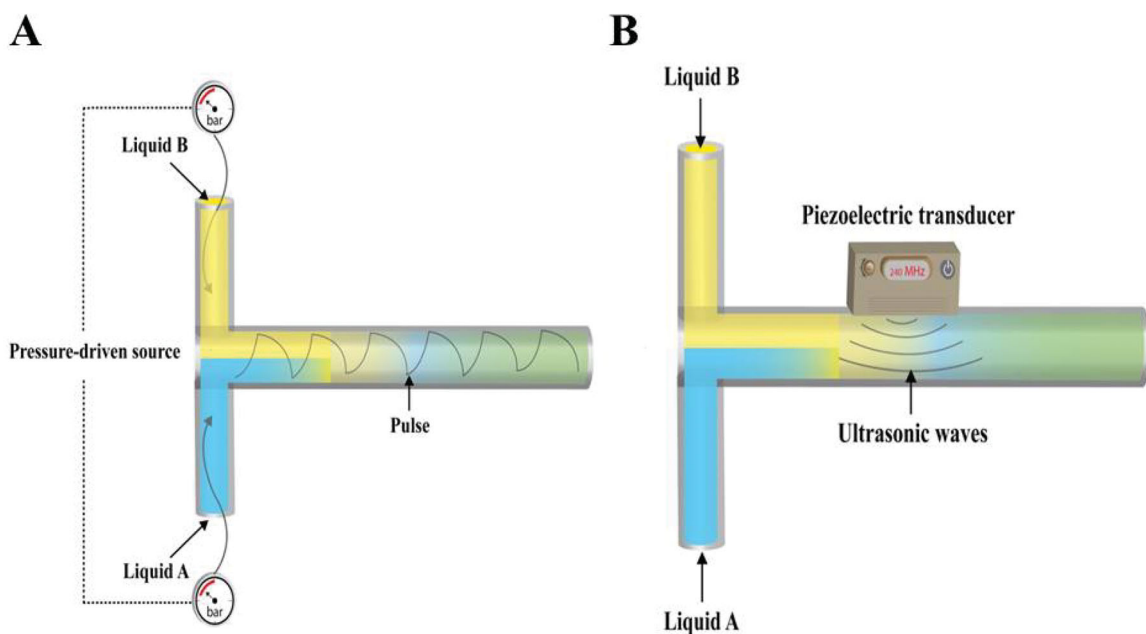 A
bar
Liquid B
Pressure-driven source
Pulse
Liquid A
bar
B
Liquid B
Piezoelectric transducer
240 MHz
Ultrasonic waves
Liquid A